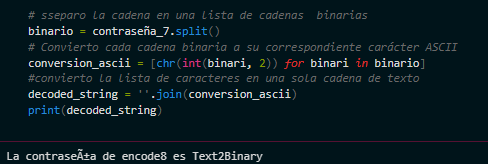 # sseparo la cadena en una lista de cadenas  binarias
binario = contraseña_7.split()
# Convierto cada cadena binaria a su correspondiente carácter ASCII
conversion_ascii = [chr(int(binari, 2)) for binari in binario]
#convierto la lista de caracteres en una sola cadena de texto
decoded_string = ''.join(conversion_ascii)
print(decoded_string)
La contraseÃ±a de encode8 es Text2Binary